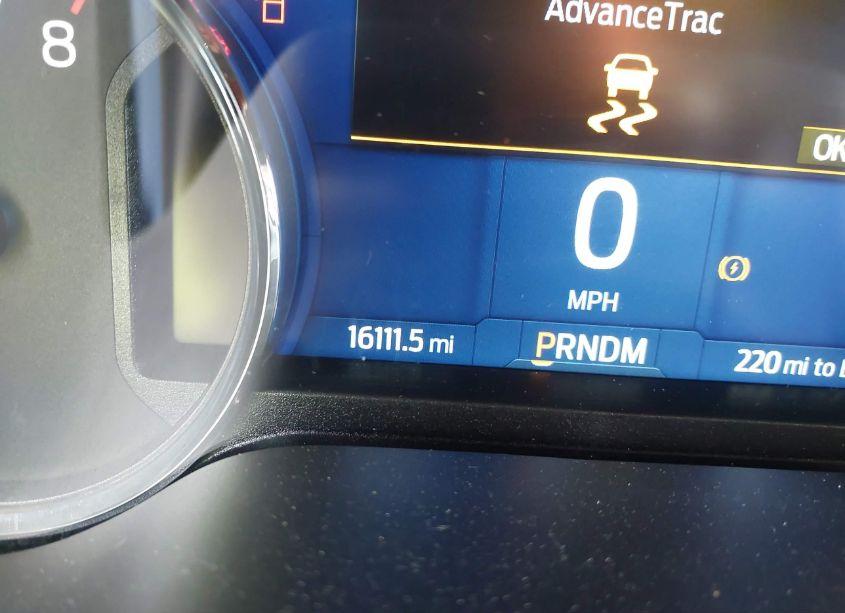 8
AdvanceTrac
OK
0
MPH
16111.5 mi
PRNDM
220 mi to